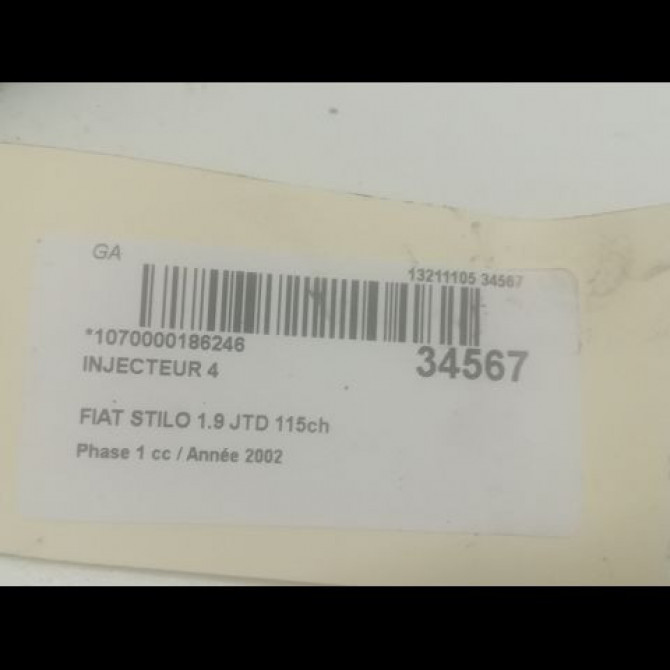 GA
13211105 34567
*1070000186246
34567
INJECTEUR 4
FIAT STILO 1.9 JTD 115ch
Phase 1 cc / Année 2002